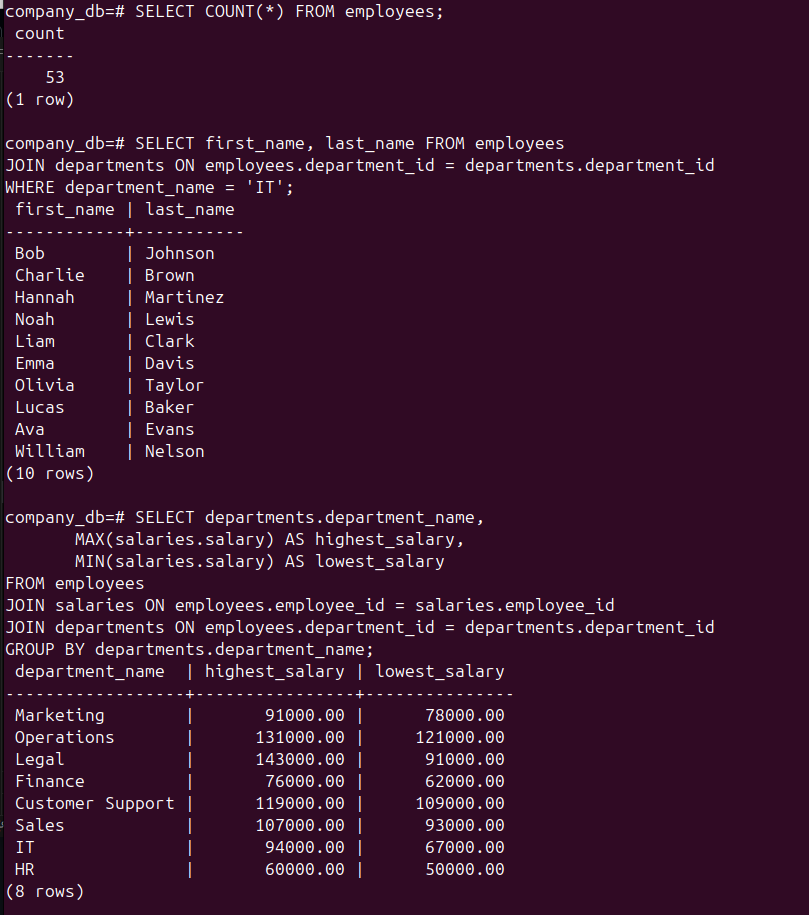 company_db=# SELECT COUNT(*) FROM employees;
 count
-------
    53
(1 row)

company_db=# SELECT first_name, last_name FROM employees
JOIN departments ON employees.department_id = departments.department_id
WHERE department_name = 'IT';
 first_name | last_name
------------+-----------
 Bob        | Johnson
 Charlie    | Brown
 Hannah     | Martinez
 Noah       | Lewis
 Liam       | Clark
 Emma       | Davis
 Olivia     | Taylor
 Lucas      | Baker
 Ava        | Evans
 William    | Nelson
(10 rows)

company_db=# SELECT departments.department_name,
       MAX(salaries.salary) AS highest_salary,
       MIN(salaries.salary) AS lowest_salary
FROM employees
JOIN salaries ON employees.employee_id = salaries.employee_id
JOIN departments ON employees.department_id = departments.department_id
GROUP BY departments.department_name;
 department_name  | highest_salary | lowest_salary
------------------+----------------+---------------
 Marketing        |       91000.00 |      78000.00
 Operations       |      131000.00 |     121000.00
 Legal            |      143000.00 |      91000.00
 Finance          |       76000.00 |      62000.00
 Customer Support |      119000.00 |     109000.00
 Sales            |      107000.00 |      93000.00
 IT               |       94000.00 |      67000.00
 HR               |       60000.00 |      50000.00
(8 rows)